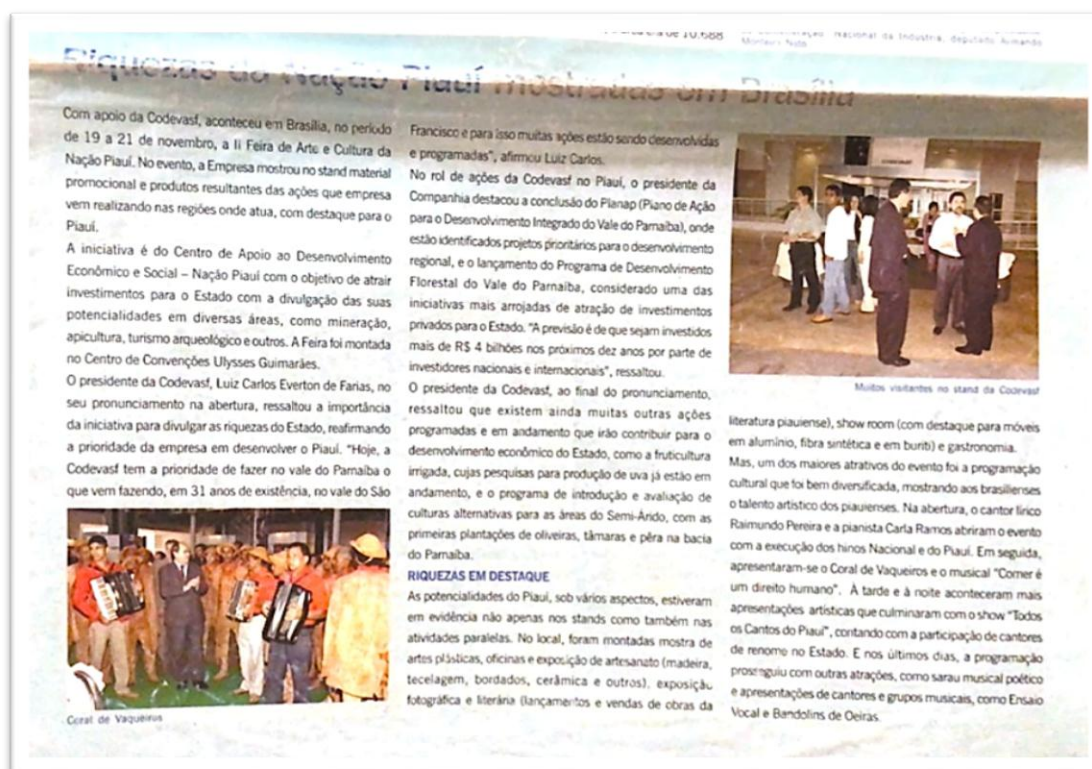 de 10.688
Nacional da Indústria, deputado Armando
Monteiro Neto
Riquezas da Nação Piauí mostradas em Brasília
Com apoio da Codevasf, aconteceu em Brasília, no período
de 19 a 21 de novembro, a II Feira de Arte e Cultura da
Nação Piauí. No evento, a Empresa mostrou no stand material
promocional e produtos resultantes das ações que empresa
vem realizando nas regiões onde atua, com destaque para o
Piauí.
A iniciativa é do Centro de Apoio ao Desenvolvimento
Econômico e Social – Nação Piauí com o objetivo de atrair
investimentos para o Estado com a divulgação das suas
potencialidades em diversas áreas, como mineração,
apicultura, turismo arqueológico e outros. A Feira foi montada
no Centro de Convenções Ulysses Guimarães.
O presidente da Codevasf, Luiz Carlos Everton de Farias, no
seu pronunciamento na abertura, ressaltou a importância
da iniciativa para divulgar as riquezas do Estado, reafirmando
a prioridade da empresa em desenvolver o Piauí. "Hoje, a
Codevasf tem a prioridade de fazer no vale do Parnaíba o
que vem fazendo, em 31 anos de existência, no vale do São
Coral de Vaqueiros
Francisco e para isso muitas ações estão sendo desenvolvidas
e programadas", afirmou Luiz Carlos.
No rol de ações da Codevasf no Piauí, o presidente da
Companhia destacou a conclusão do Planap (Plano de Ação
para o Desenvolvimento Integrado do Vale do Parnaíba), onde
estão identificados projetos prioritários para o desenvolvimento
regional, e o lançamento do Programa de Desenvolvimento
Florestal do Vale do Parnaíba, considerado uma das
iniciativas mais arrojadas de atração de investimentos
privados para o Estado. "A previsão é de que sejam investidos
mais de R$ 4 bilhões nos próximos dez anos por parte de
investidores nacionais e internacionais", ressaltou.
O presidente da Codevasf, ao final do pronunciamento,
ressaltou que existem ainda muitas outras ações
programadas e em andamento que irão contribuir para o
desenvolvimento econômico do Estado, como a fruticultura
irrigada, cujas pesquisas para produção de uva já estão em
andamento, e o programa de introdução e avaliação de
culturas alternativas para as áreas do Semi-Árido, com as
primeiras plantações de oliveiras, tâmaras e pêra na bacia
do Parnaíba.
RIQUEZAS EM DESTAQUE
As potencialidades do Piauí, sob vários aspectos, estiveram
em evidência não apenas nos stands como também nas
atividades paralelas. No local, foram montadas mostra de
artes plásticas, oficinas e exposição de artesanato (madeira,
tecelagem, bordados, cerâmica e outros), exposição
fotográfica e literária (lançamentos e vendas de obras da
Muitos visitantes no stand da Codevasf
literatura piauiense), show room (com destaque para móveis
em alumínio, fibra sintética e em buriti) e gastronomia.
Mas, um dos maiores atrativos do evento foi a programação
cultural que foi bem diversificada, mostrando aos brasilienses
o talento artístico dos piauienses. Na abertura, o cantor lírico
Raimundo Pereira e a pianista Carla Ramos abriram o evento
com a execução dos hinos Nacional e do Piauí. Em seguida,
apresentaram-se o Coral de Vaqueiros e o musical "Comer é
um direito humano". À tarde e à noite aconteceram mais
apresentações artísticas que culminaram com o show "Todos
os Cantos do Piauí", contando com a participação de cantores
de renome no Estado. E nos últimos dias, a programação
prosseguiu com outras atrações, como sarau musical poético
e apresentações de cantores e grupos musicais, como Ensaio
Vocal e Bandolins de Oeiras.